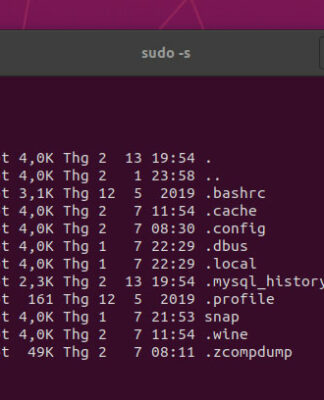 sudo -s
t 4,0K Thg 2 13 19:54 .
t 4,0K Thg 2 1 23:58 ..
t 3,1K Thg 12 5 2019 .bashrc
t 4,0K Thg 2 7 11:54 .cache
t 4,0K Thg 2 7 08:30 .config
t 4,0K Thg 1 7 22:29 .dbus
t 4,0K Thg 1 7 22:29 .local
t 2,3K Thg 2 13 19:54 .mysql_history
t 161 Thg 12 5 2019 .profile
t 4,0K Thg 1 7 21:53 snap
t 4,0K Thg 2 7 11:54 .wine
t 49K Thg 2 7 08:11 .zcompdump